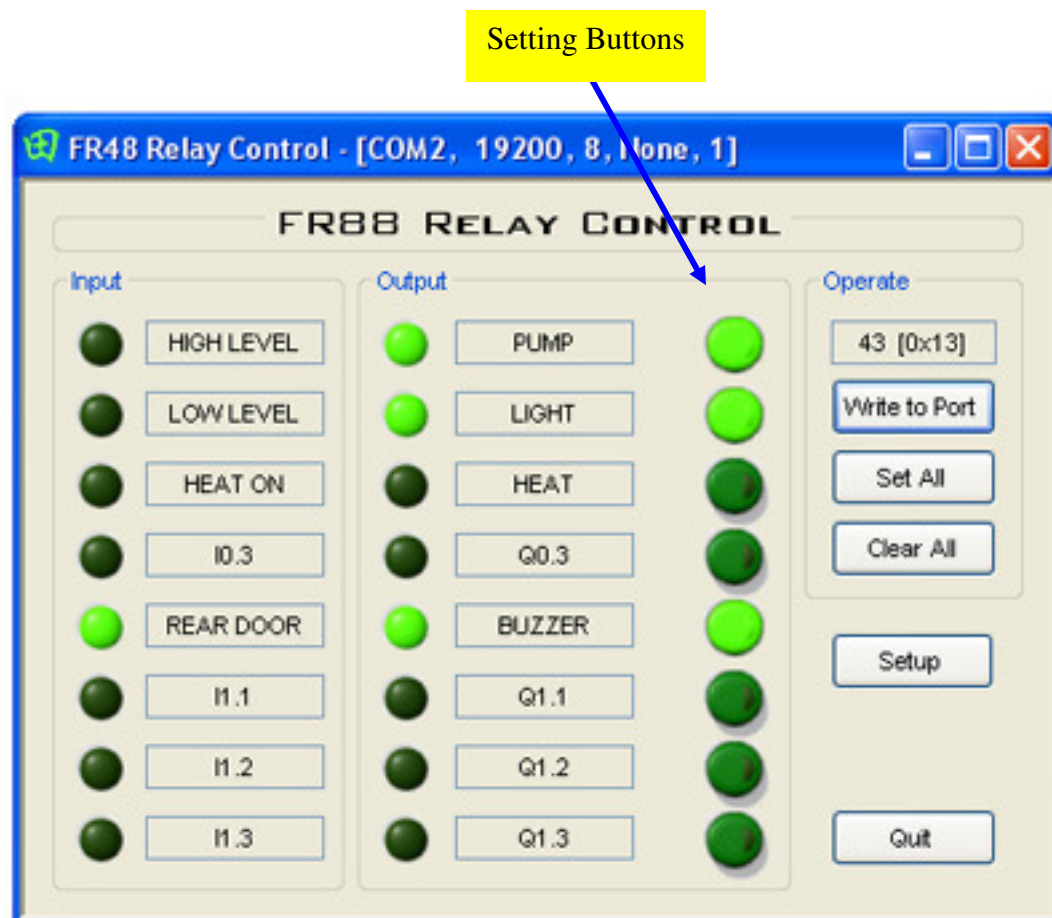 Setting Buttons
FR48 Relay Control - [COM2, 19200, 8, None, 1]
FR88 RELAY CONTROL
Input
Output
Operate
HIGH LEVEL
PUMP
43 [0x13]
LOW LEVEL
LIGHT
Write to Port
HEAT ON
HEAT
Set All
I0.3
Q0.3
Clear All
REAR DOOR
BUZZER
Setup
I1.1
Q1.1
I1.2
Q1.2
I1.3
Q1.3
Quit